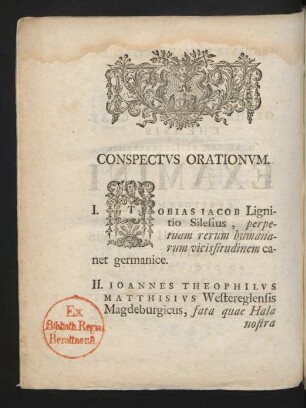 CONSPECTVS ORATIONVM.
I. TOBIAS IACOB Ligni-
tio Silesius, perpe-
tuam rerum humana-
rum vicissitudinem ca-
net germanice.
II. IOANNES THEOPHILVS
MATTHISIVS Westereglensis
Magdeburgicus, fata quae Hala
nostra
Ex
Biblioth. Regia
Berolinensi.